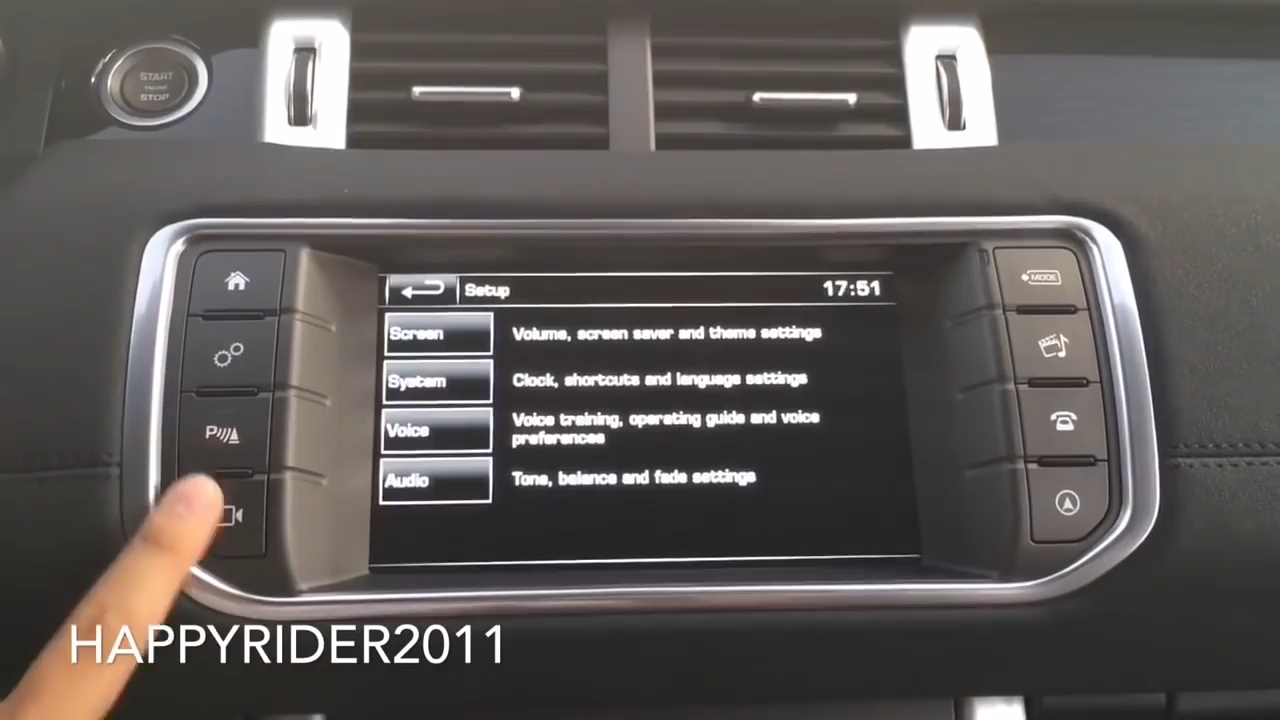 START
STOP
Setup
17:51
MODE
Screen
Volume, screen saver and theme settings
System
Clock, shortcuts and language settings
P
Voice
Voice training, operating guide and voice
preferences
Audio
Tone, balance and fade settings
HAPPYRIDER2011